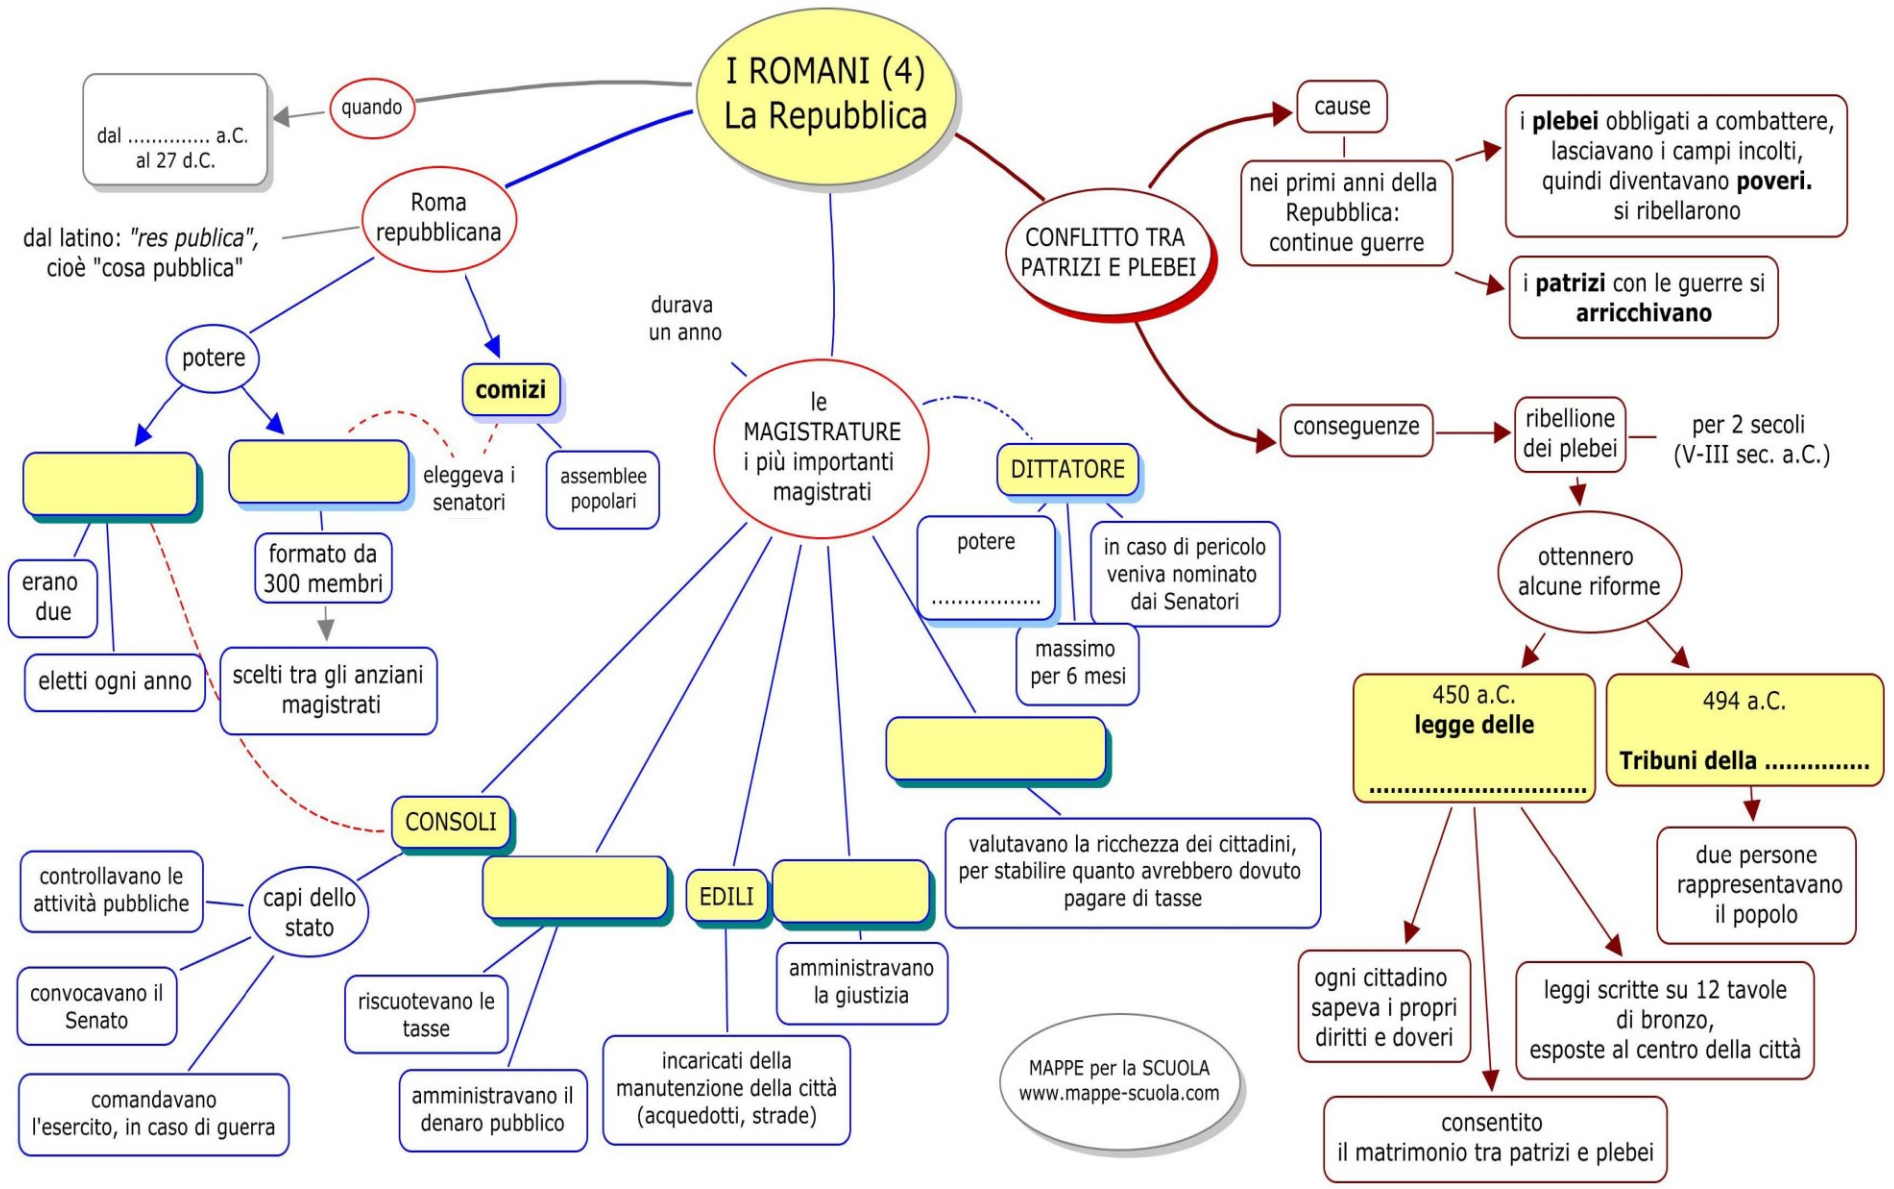 I ROMANI (4)
La Repubblica
quando
dal .............. a.C.
al 27 d.C.
Roma
repubblicana
dal latino: "res publica",
cioè "cosa pubblica"
potere
comizi
eleggeva i
senatori
assemblee
popolari
erano
due
eletti ogni anno
formato da
300 membri
scelti tra gli anziani
magistrati
durava
un anno
le
MAGISTRATURE
i più importanti
magistrati
DITTATORE
potere
.................
in caso di pericolo
veniva nominato
dai Senatori
massimo
per 6 mesi
CONSOLI
capi dello
stato
controllavano le
attività pubbliche
convocavano il
Senato
comandavano
l'esercito, in caso di guerra
riscuotevano le
tasse
amministravano il
denaro pubblico
EDILI
incaricati della
manutenzione della città
(acquedotti, strade)
amministravano
la giustizia
valutavano la ricchezza dei cittadini,
per stabilire quanto avrebbero dovuto
pagare di tasse
CONFLITTO TRA
PATRIZI E PLEBEI
cause
nei primi anni della
Repubblica:
continue guerre
i plebei obbligati a combattere,
lasciavano i campi incolti,
quindi diventavano poveri.
si ribellarono
i patrizi con le guerre si
arricchivano
conseguenze
ribellione
dei plebei
per 2 secoli
(V-III sec. a.C.)
ottennero
alcune riforme
450 a.C.
legge delle
...............................
494 a.C.
Tribuni della ...............
due persone
rappresentavano
il popolo
ogni cittadino
sapeva i propri
diritti e doveri
leggi scritte su 12 tavole
di bronzo,
esposte al centro della città
consentito
il matrimonio tra patrizi e plebei
MAPPE per la SCUOLA
www.mappe-scuola.com